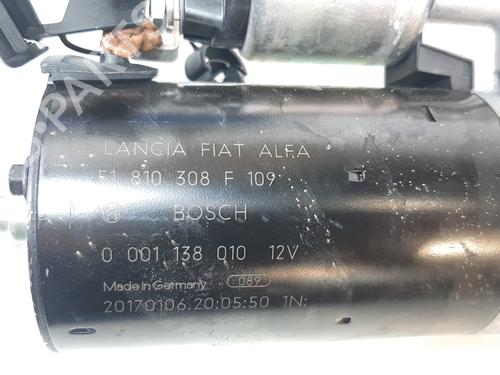 LANCIA FIAT ALFA
51 810 308 F 109
BOSCH
0 001 138 010 12V
Made in Germany 089
20170106.20:05:50 1N: